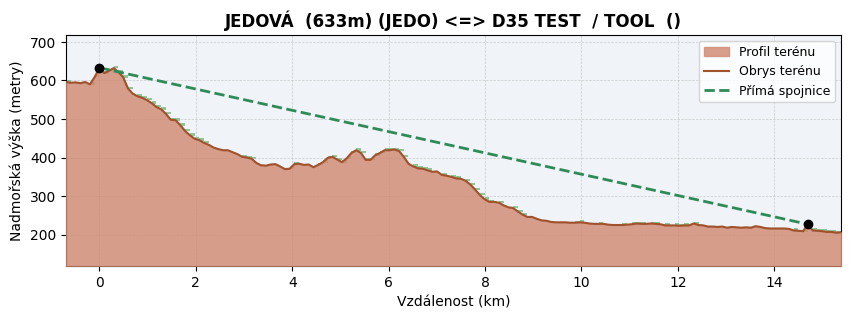 JEDOVÁ  (633m) (JEDO) <=> D35 TEST  / TOOL  ()
Nadmořská výška (metry)
700
600
500
400
300
200
Profil terénu
Obrys terénu
Přímá spojnice
0 2 4 6 8 10 12 14
Vzdálenost (km)